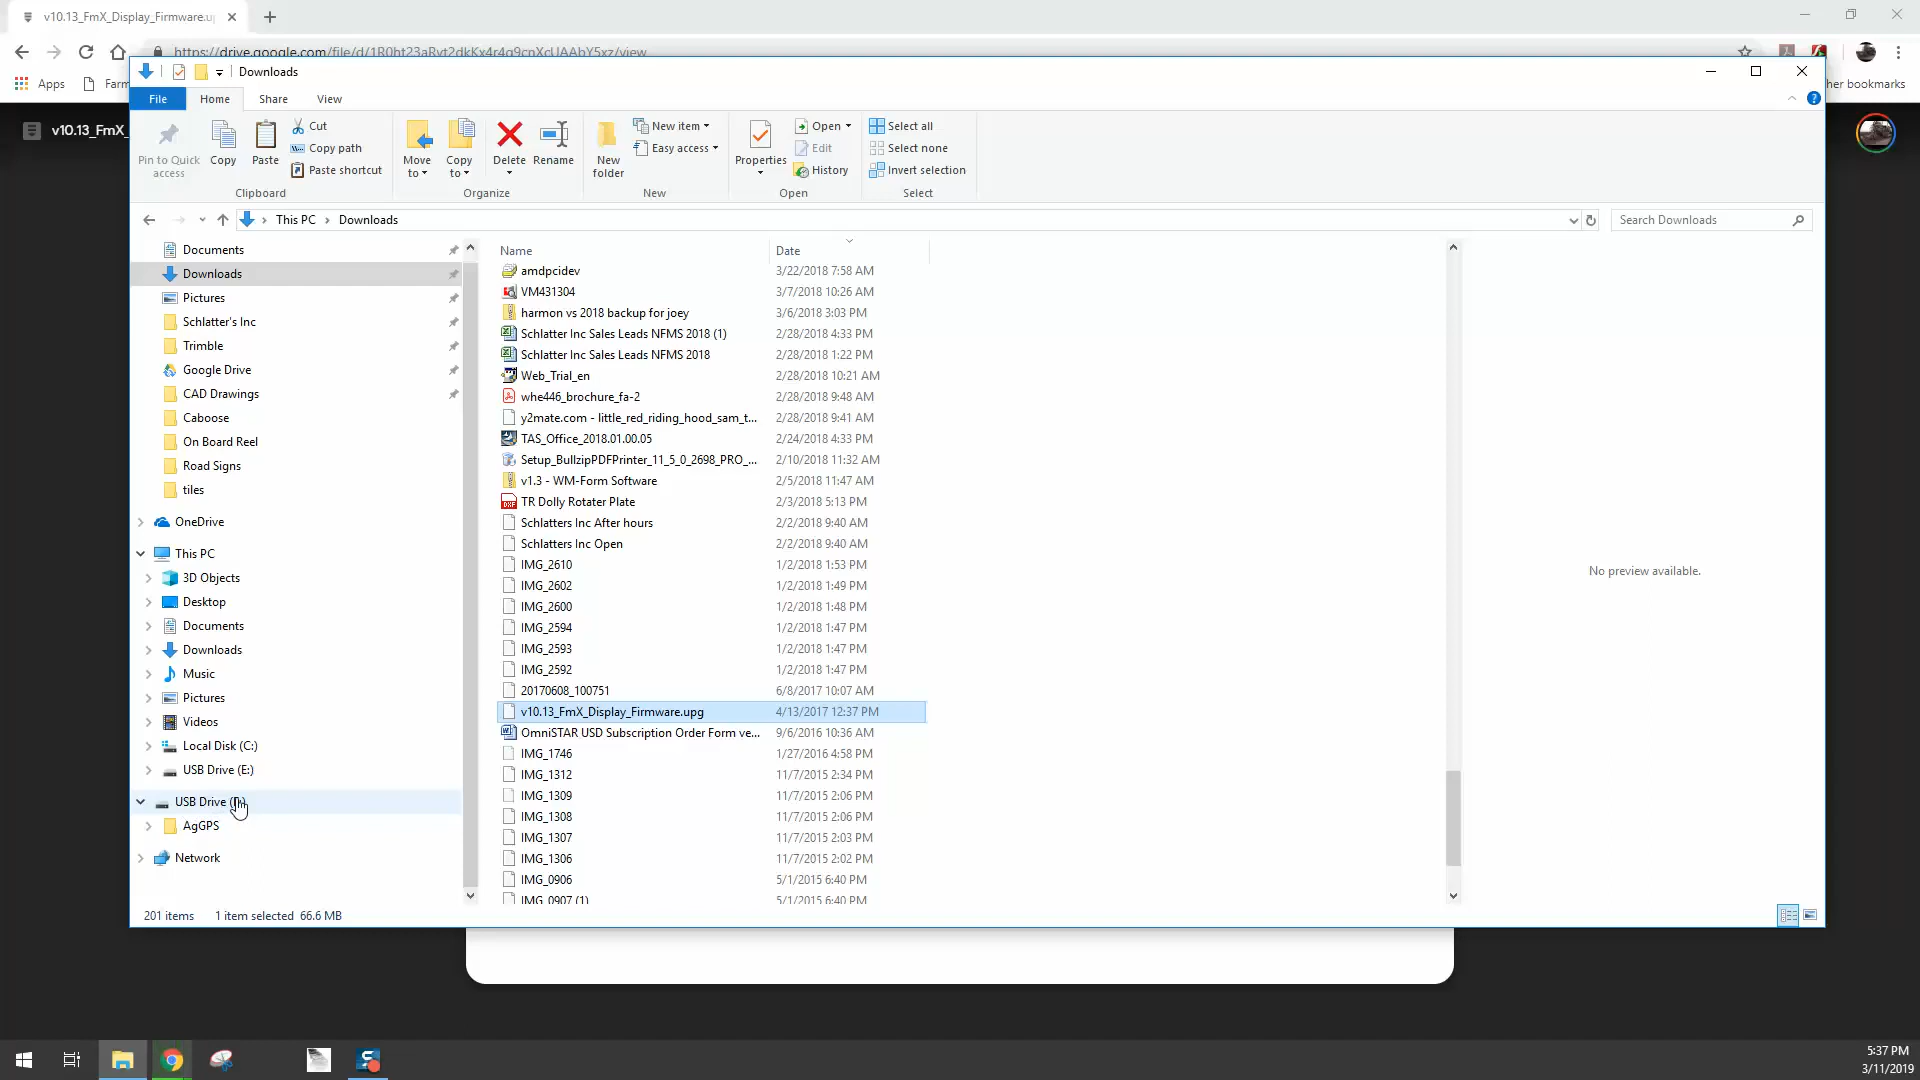 v10.13_FmX_Display_Firmware.u
https://drive.google.com/file/d/1R0ht23aRvt2dkKx4r4g9cnXcUAAbY5xz/view
Apps
Farm
her bookmarks
v10.13_FmX_
Downloads
File
Home
Share
View
Pin to Quick access
Copy
Paste
Cut
Copy path
Paste shortcut
Clipboard
Move to
Copy to
Delete
Rename
Organize
New folder
New item
Easy access
New
Properties
Open
Edit
History
Open
Select all
Select none
Invert selection
Select
This PC > Downloads
Search Downloads
Documents
Downloads
Pictures
Schlatter's Inc
Trimble
Google Drive
CAD Drawings
Caboose
On Board Reel
Road Signs
tiles
OneDrive
This PC
3D Objects
Desktop
Documents
Downloads
Music
Pictures
Videos
Local Disk (C:)
USB Drive (E:)
USB Drive
AgGPS
Network
Name Date
amdpcidev 3/22/2018 7:58 AM
VM431304 3/7/2018 10:26 AM
harmon vs 2018 backup for joey 3/6/2018 3:03 PM
Schlatter Inc Sales Leads NFMS 2018 (1) 2/28/2018 4:33 PM
Schlatter Inc Sales Leads NFMS 2018 2/28/2018 1:22 PM
Web_Trial_en 2/28/2018 10:21 AM
whe446_brochure_fa-2 2/28/2018 9:48 AM
y2mate.com - little_red_riding_hood_sam_t... 2/28/2018 9:41 AM
TAS_Office_2018.01.00.05 2/24/2018 4:33 PM
Setup_BullzipPDFPrinter_11_5_0_2698_PRO_... 2/10/2018 11:32 AM
v1.3 - WM-Form Software 2/5/2018 11:47 AM
TR Dolly Rotater Plate 2/3/2018 5:13 PM
Schlatters Inc After hours 2/2/2018 9:40 AM
Schlatters Inc Open 2/2/2018 9:40 AM
IMG_2610 1/2/2018 1:53 PM
IMG_2602 1/2/2018 1:49 PM
IMG_2600 1/2/2018 1:48 PM
IMG_2594 1/2/2018 1:47 PM
IMG_2593 1/2/2018 1:47 PM
IMG_2592 1/2/2018 1:47 PM
20170608_100751 6/8/2017 10:07 AM
v10.13_FmX_Display_Firmware.upg 4/13/2017 12:37 PM
OmniSTAR USD Subscription Order Form ve... 9/6/2016 10:36 AM
IMG_1746 1/27/2016 4:58 PM
IMG_1312 11/7/2015 2:34 PM
IMG_1309 11/7/2015 2:06 PM
IMG_1308 11/7/2015 2:06 PM
IMG_1307 11/7/2015 2:03 PM
IMG_1306 11/7/2015 2:02 PM
IMG_0906 5/1/2015 6:40 PM
IMG_0907 (1) 5/1/2015 6:40 PM
No preview available.
201 items 1 item selected 66.6 MB
5:37 PM
3/11/2019